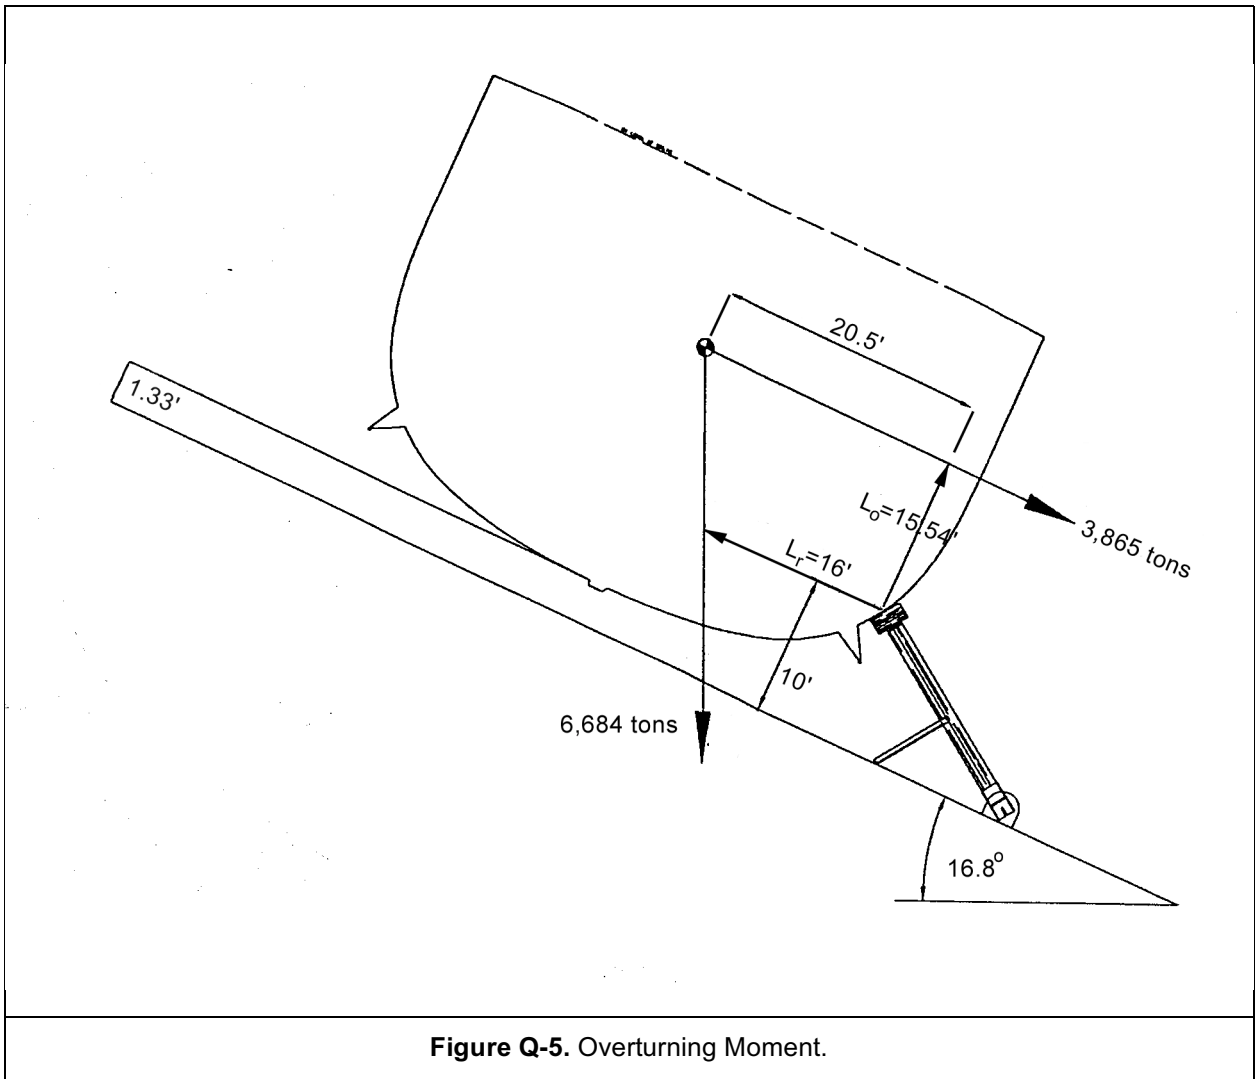 20.5'
1.33'
Lo=15.54'
3,865 tons
Lr=16'
10'
6,684 tons
16.8°
Figure Q-5. Overturning Moment.